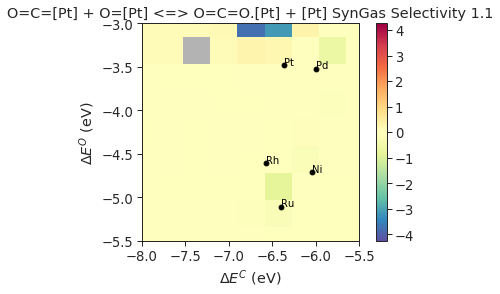 O=C=[Pt] + O=[Pt] <=> O=C=O.[Pt] + [Pt] SynGas Selectivity 1.1
−3.0
−3.5
−4.0
−4.5
−5.0
−5.5
ΔE^O (eV)
Pt
Pd
Rh
Ni
Ru
−8.0 −7.5 −7.0 −6.5 −6.0 −5.5
ΔE^C (eV)
4
3
2
1
0
−1
−2
−3
−4